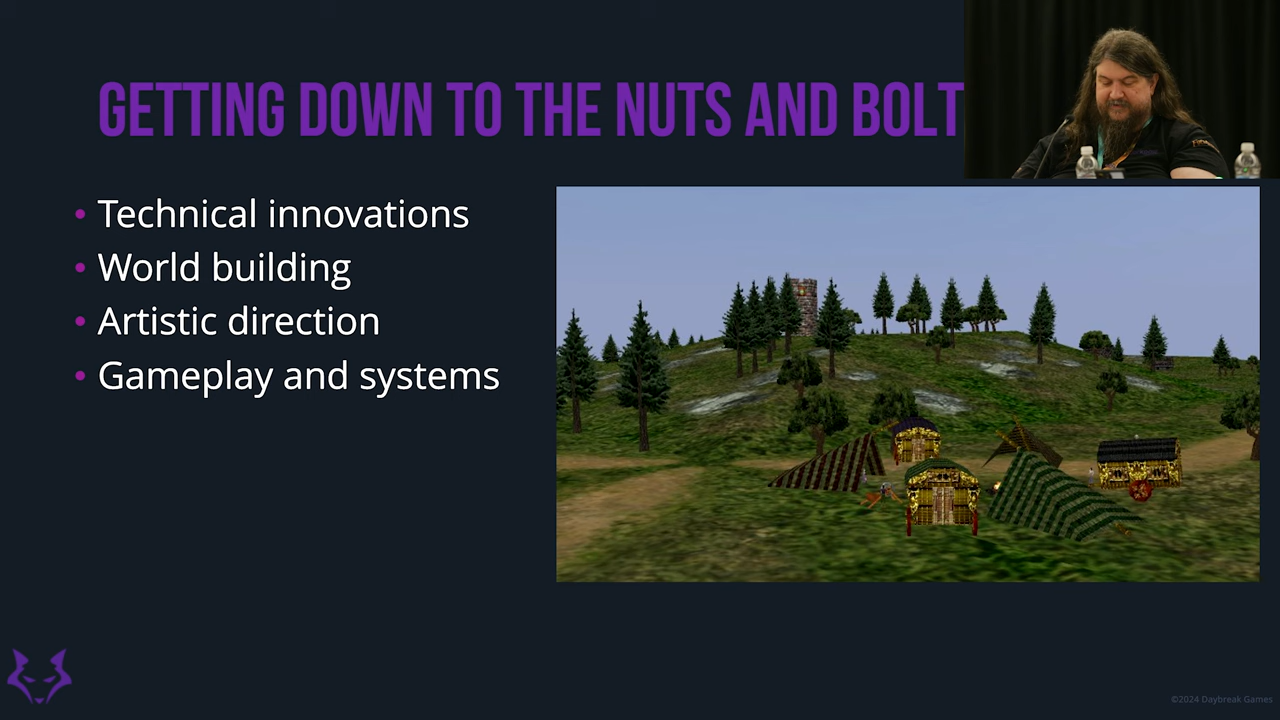 GETTING DOWN TO THE NUTS AND BOLT
Technical innovations
World building
Artistic direction
Gameplay and systems
©2024 Daybreak Games